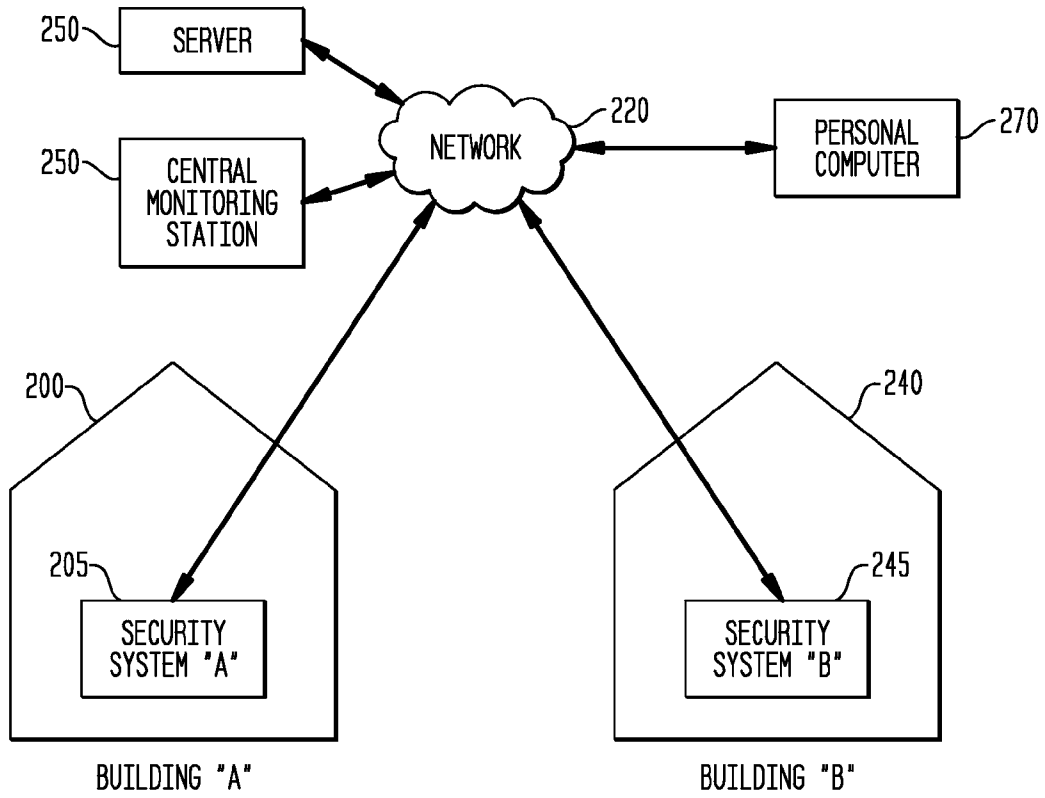 250
SERVER
250
CENTRAL
MONITORING
STATION
NETWORK
220
PERSONAL
COMPUTER
270
200
240
205
SECURITY
SYSTEM "A"
245
SECURITY
SYSTEM "B"
BUILDING "A"
BUILDING "B"